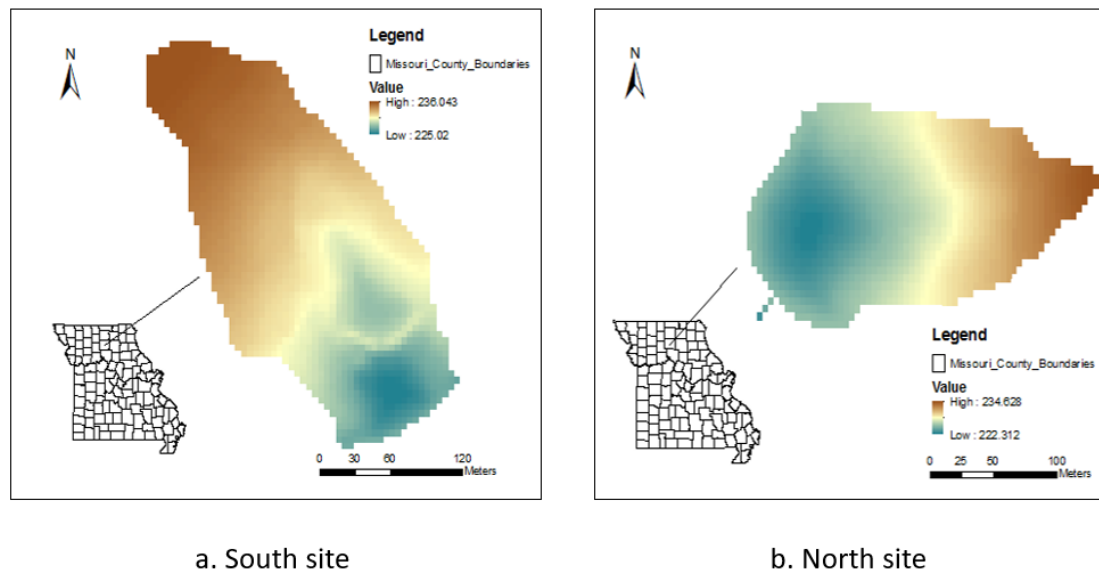 N
Legend
Missouri_County_Boundaries
Value
High : 236.043
Low : 225.02
0 30 60 120
Meters
a. South site
N
Legend
Missouri_County_Boundaries
Value
High : 234.628
Low : 222.312
0 25 50 100
Meters
b. North site